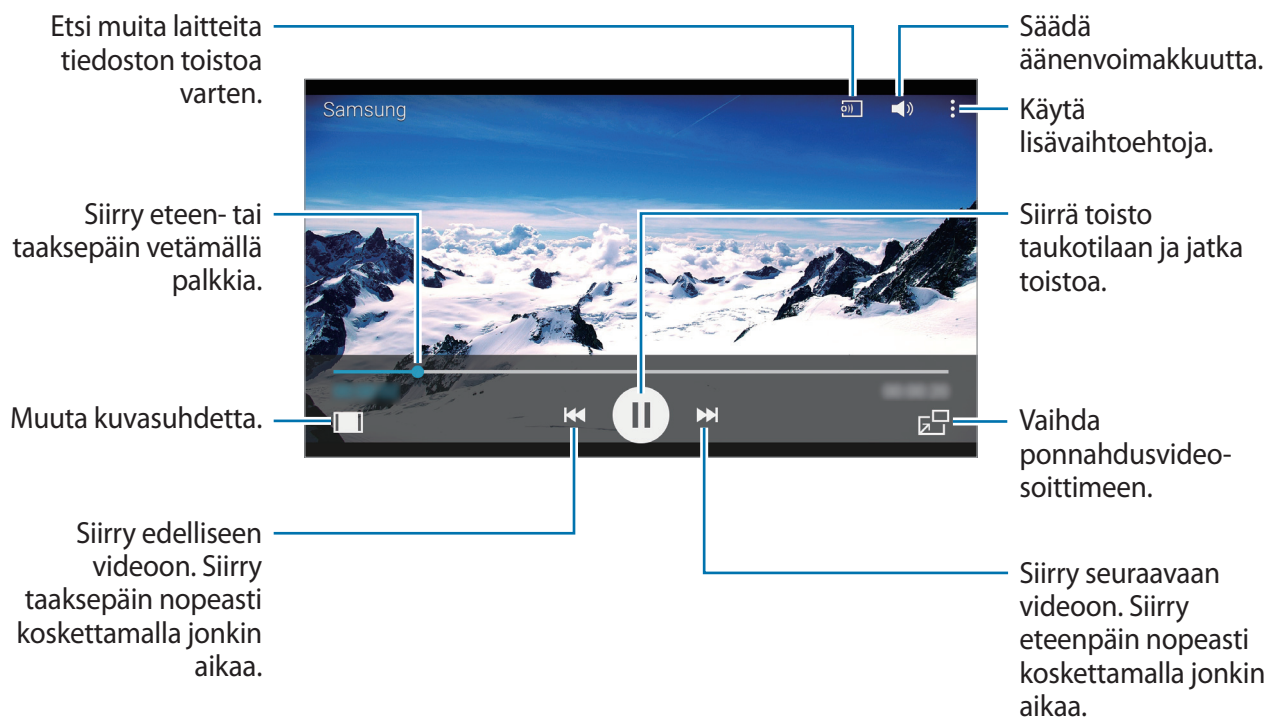 Etsi muita laitteita
tiedoston toistoa
varten.
Säädä
äänenvoimakkuutta.
Samsung
Käytä
lisävaihtoehtoja.
Siirry eteen- tai
taaksepäin vetämällä
palkkia.
Siirrä toisto
taukotilaan ja jatka
toistoa.
Muuta kuvasuhdetta.
Vaihda
ponnahdusvideo-
soittimeen.
Siirry edelliseen
videoon. Siirry
taaksepäin nopeasti
koskettamalla jonkin
aikaa.
Siirry seuraavaan
videoon. Siirry
eteenpäin nopeasti
koskettamalla jonkin
aikaa.